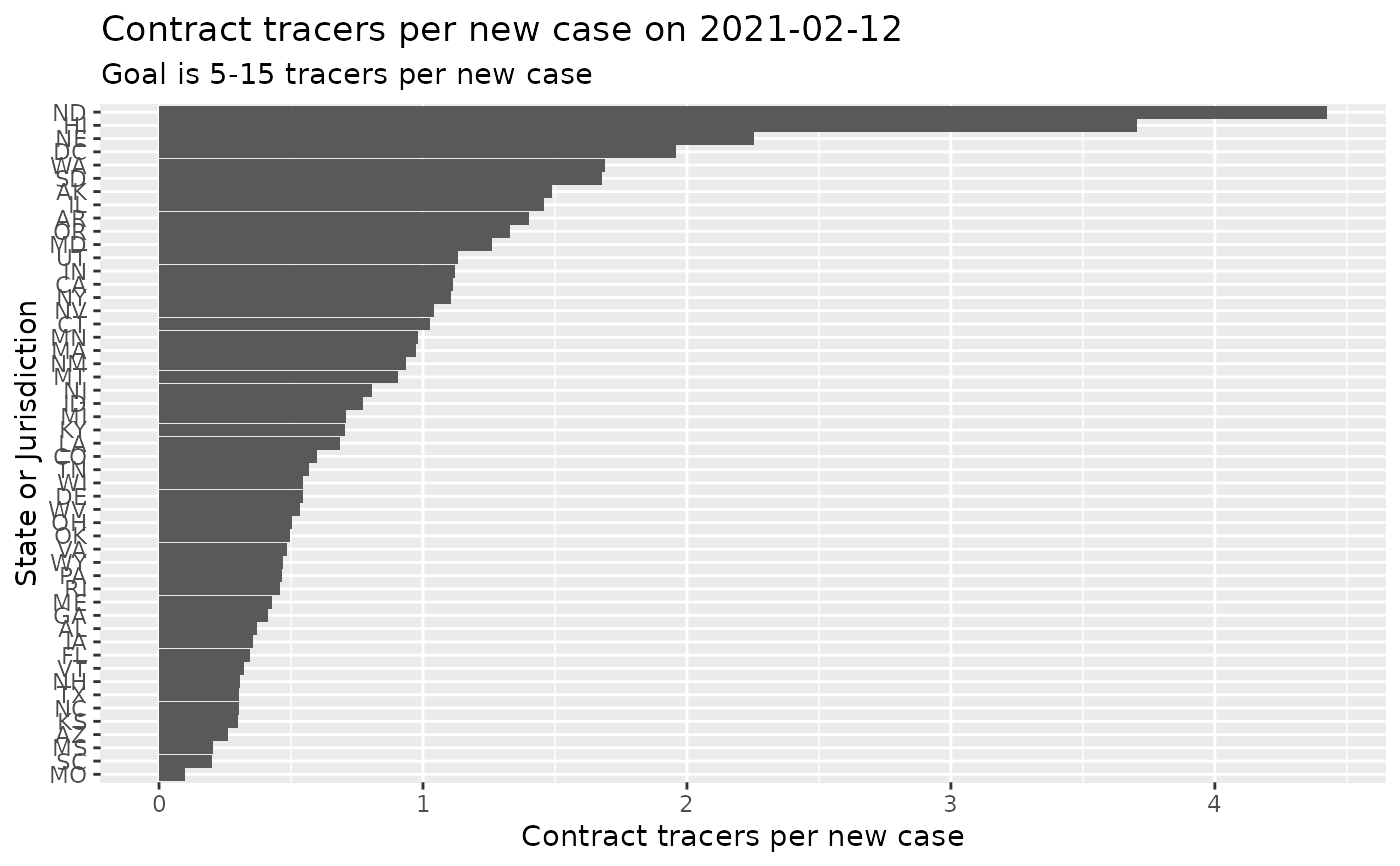 Contract tracers per new case on 2021-02-12
Goal is 5-15 tracers per new case
State or Jurisdiction
ND
HI
NE
DC
WA
SD
AK
IL
AR
OR
MD
UT
IN
CA
NY
NV
CT
MN
MA
NM
MT
NJ
ID
MI
KY
LA
CO
TN
WI
DE
WV
OH
OK
VA
WY
PA
RI
ME
GA
AL
IA
FL
VT
NH
TX
NC
KS
AZ
MS
SC
MO
0 1 2 3 4
Contract tracers per new case